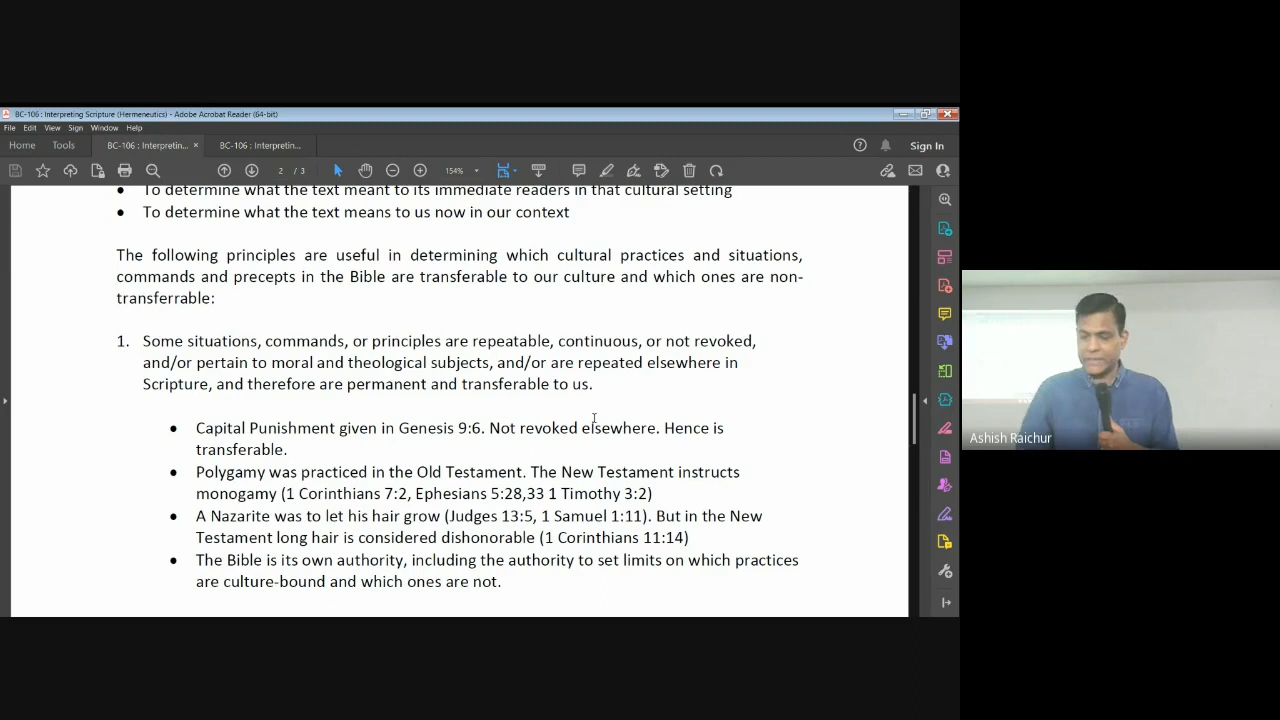 BC-106 : Interpreting Scripture (Hermeneutics) - Adobe Acrobat Reader (64-bit)
File Edit View Sign Window Help
Home Tools BC-106 : Interpretin... × BC-106 : Interpretin... Sign In
2 / 3 154%
To determine what the text meant to its immediate readers in that cultural setting
• To determine what the text means to us now in our context
The following principles are useful in determining which cultural practices and situations,
commands and precepts in the Bible are transferable to our culture and which ones are non-
transferrable:
1. Some situations, commands, or principles are repeatable, continuous, or not revoked,
and/or pertain to moral and theological subjects, and/or are repeated elsewhere in
Scripture, and therefore are permanent and transferable to us.
• Capital Punishment given in Genesis 9:6. Not revoked elsewhere. Hence is
transferable.
• Polygamy was practiced in the Old Testament. The New Testament instructs
monogamy (1 Corinthians 7:2, Ephesians 5:28,33 1 Timothy 3:2)
• A Nazarite was to let his hair grow (Judges 13:5, 1 Samuel 1:11). But in the New
Testament long hair is considered dishonorable (1 Corinthians 11:14)
• The Bible is its own authority, including the authority to set limits on which practices
are culture-bound and which ones are not.
Ashish Raichur